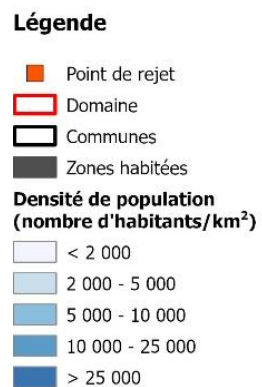 Légende
Point de rejet
Domaine
Communes
Zones habitées
Densité de population
(nombre d'habitants/km²)
< 2 000
2 000 - 5 000
5 000 - 10 000
10 000 - 25 000
> 25 000